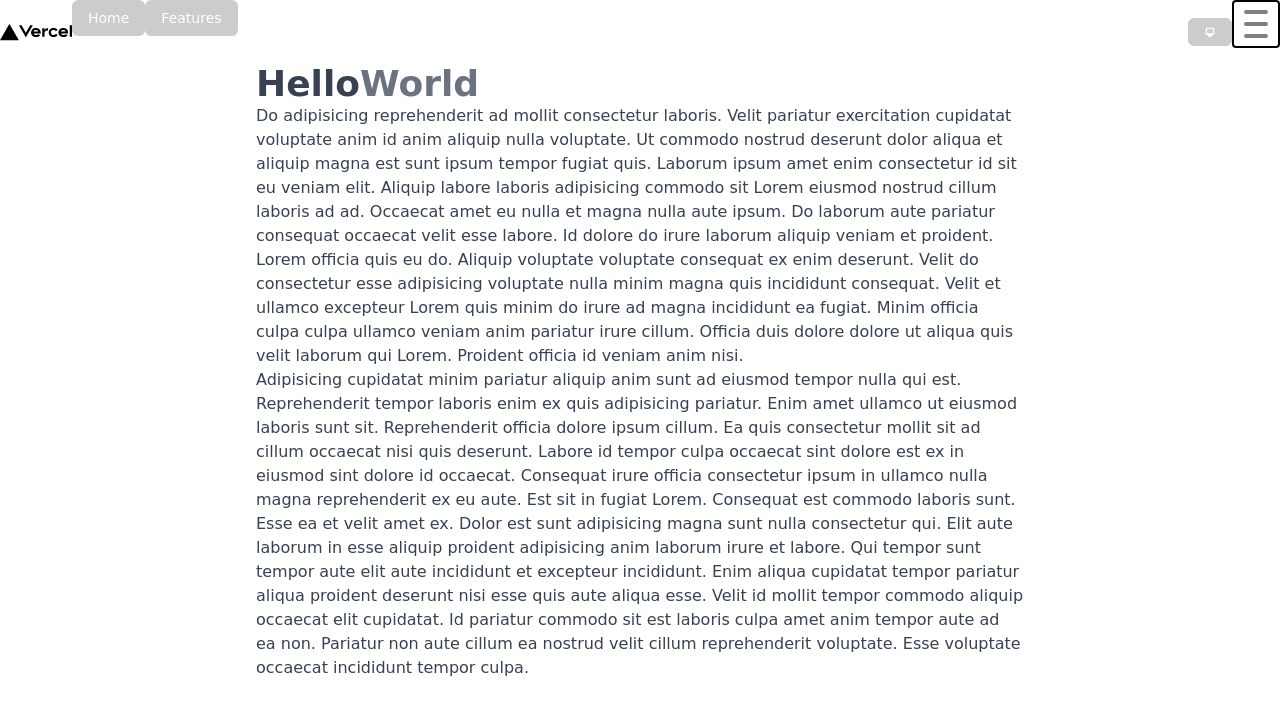 Vercel Home Features
HelloWorld
Do adipisicing reprehenderit ad mollit consectetur laboris. Velit pariatur exercitation cupidatat
voluptate anim id anim aliquip nulla voluptate. Ut commodo nostrud deserunt dolor aliqua et
aliquip magna est sunt ipsum tempor fugiat quis. Laborum ipsum amet enim consectetur id sit
eu veniam elit. Aliquip labore laboris adipisicing commodo sit Lorem eiusmod nostrud cillum
laboris ad ad. Occaecat amet eu nulla et magna nulla aute ipsum. Do laborum aute pariatur
consequat occaecat velit esse labore. Id dolore do irure laborum aliquip veniam et proident.
Lorem officia quis eu do. Aliquip voluptate voluptate consequat ex enim deserunt. Velit do
consectetur esse adipisicing voluptate nulla minim magna quis incididunt consequat. Velit et
ullamco excepteur Lorem quis minim do irure ad magna incididunt ea fugiat. Minim officia
culpa culpa ullamco veniam anim pariatur irure cillum. Officia duis dolore dolore ut aliqua quis
velit laborum qui Lorem. Proident officia id veniam anim nisi.
Adipisicing cupidatat minim pariatur aliquip anim sunt ad eiusmod tempor nulla qui est.
Reprehenderit tempor laboris enim ex quis adipisicing pariatur. Enim amet ullamco ut eiusmod
laboris sunt sit. Reprehenderit officia dolore ipsum cillum. Ea quis consectetur mollit sit ad
cillum occaecat nisi quis deserunt. Labore id tempor culpa occaecat sint dolore est ex in
eiusmod sint dolore id occaecat. Consequat irure officia consectetur ipsum in ullamco nulla
magna reprehenderit ex eu aute. Est sit in fugiat Lorem. Consequat est commodo laboris sunt.
Esse ea et velit amet ex. Dolor est sunt adipisicing magna sunt nulla consectetur qui. Elit aute
laborum in esse aliquip proident adipisicing anim laborum irure et labore. Qui tempor sunt
tempor aute elit aute incididunt et excepteur incididunt. Enim aliqua cupidatat tempor pariatur
aliqua proident deserunt nisi esse quis aute aliqua esse. Velit id mollit tempor commodo aliquip
occaecat elit cupidatat. Id pariatur commodo sit est laboris culpa amet anim tempor aute ad
ea non. Pariatur non aute cillum ea nostrud velit cillum reprehenderit voluptate. Esse voluptate
occaecat incididunt tempor culpa.